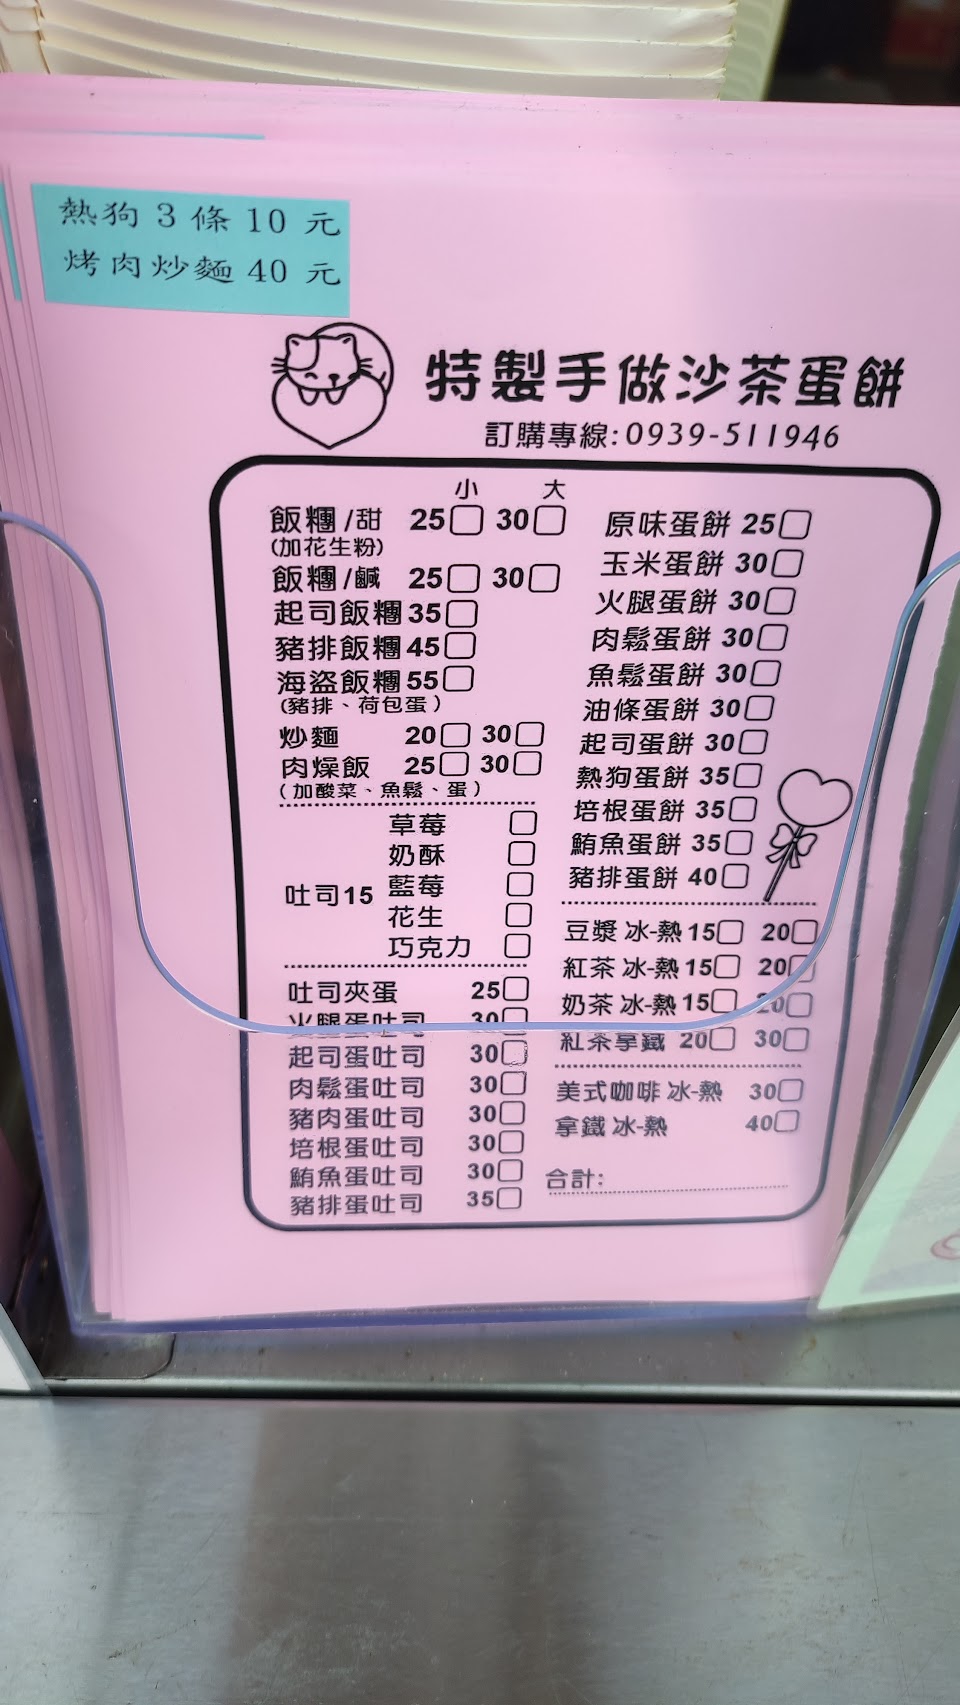 熱狗 3 條 10 元
烤肉炒麵 40 元
特製手做沙茶蛋餅
訂購專線:0939-511946
小 大
飯糰/甜 25 30
(加花生粉)
飯糰/鹹 25 30
起司飯糰 35
豬排飯糰 45
海盜飯糰 55
(豬排、荷包蛋)
炒麵 20 30
肉燥飯 25 30
(加酸菜、魚鬆、蛋)
吐司15
草莓
奶酥
藍莓
花生
巧克力
吐司夾蛋 25
火腿蛋吐司 30
起司蛋吐司 30
肉鬆蛋吐司 30
豬肉蛋吐司 30
培根蛋吐司 30
鮪魚蛋吐司 30
豬排蛋吐司 35
原味蛋餅 25
玉米蛋餅 30
火腿蛋餅 30
肉鬆蛋餅 30
魚鬆蛋餅 30
油條蛋餅 30
起司蛋餅 30
熱狗蛋餅 35
培根蛋餅 35
鮪魚蛋餅 35
豬排蛋餅 40
豆漿 冰-熱 15 20
紅茶 冰-熱 15 20
奶茶 冰-熱 15 20
紅茶拿鐵 20 30
美式咖啡 冰-熱 30
拿鐵 冰-熱 40
合計: